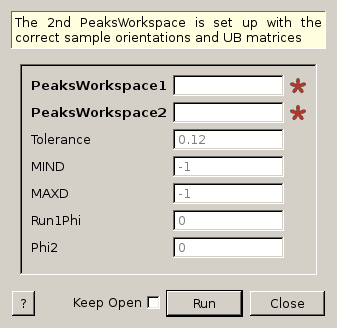 The 2nd PeaksWorkspace is set up with the
correct sample orientations and UB matrices
PeaksWorkspace1 *
PeaksWorkspace2 *
Tolerance 0.12
MIND -1
MAXD -1
Run1Phi 0
Phi2 0
? Keep Open Run Close